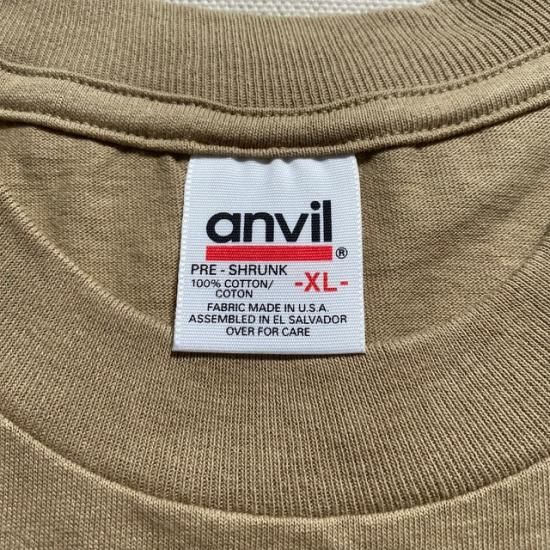 anvil®
PRE - SHRUNK
100% COTTON/
COTON
-XL-
FABRIC MADE IN U.S.A.
ASSEMBLED IN EL SALVADOR
OVER FOR CARE